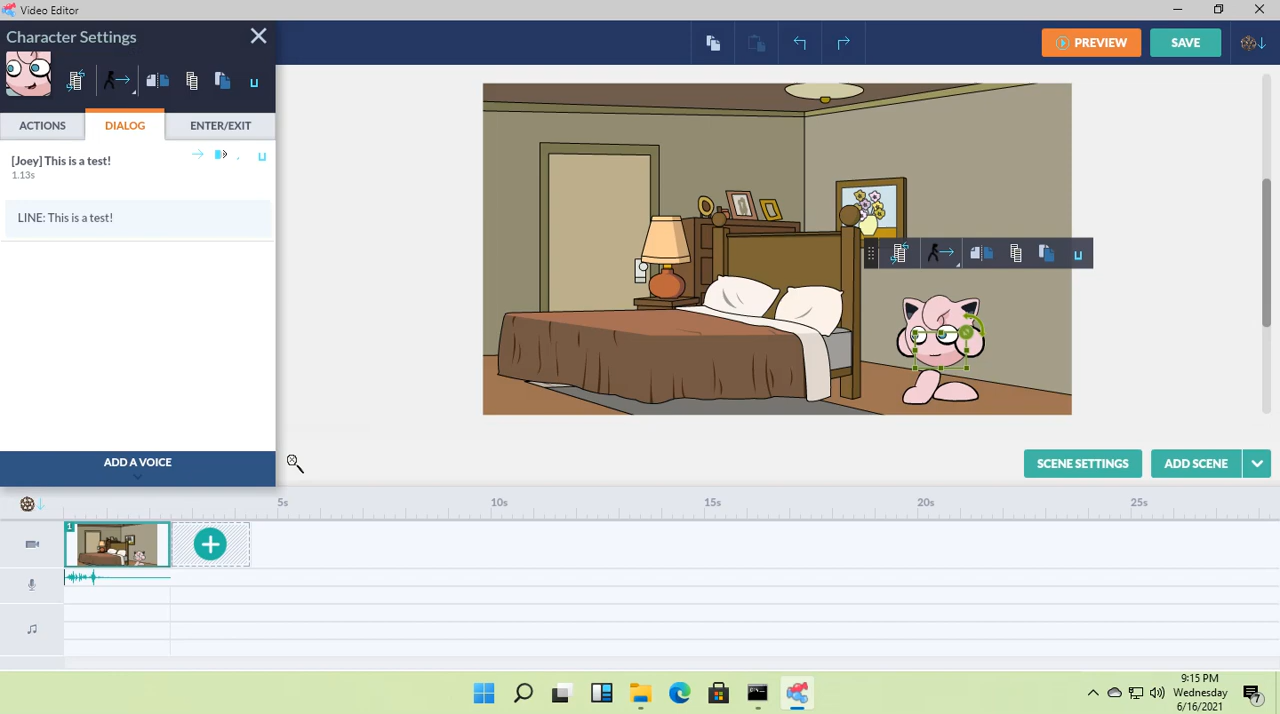 Video Editor
Character Settings
PREVIEW
SAVE
ACTIONS
DIALOG
ENTER/EXIT
[Joey] This is a test!
1.13s
LINE: This is a test!
ADD A VOICE
SCENE SETTINGS
ADD SCENE
5s
10s
15s
20s
25s
1
9:15 PM
Wednesday
6/16/2021
7